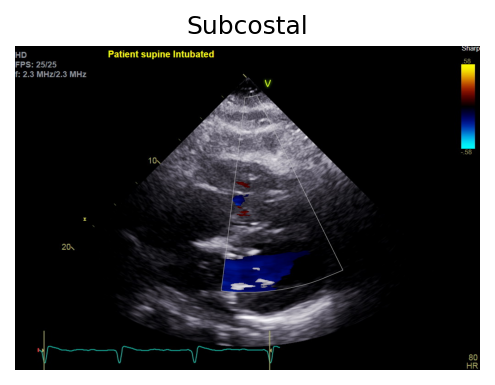 Subcostal
HD
Patient supine Intubated
Sharp
FPS: 25/25
f: 2.3 MHz/2.3 MHz
.58
V
10
-.58
20
80
HR